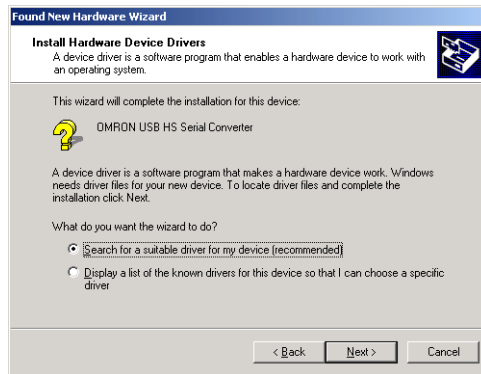 Found New Hardware Wizard
Install Hardware Device Drivers
A device driver is a software program that enables a hardware device to work with
an operating system.
This wizard will complete the installation for this device:
OMRON USB HS Serial Converter
A device driver is a software program that makes a hardware device work. Windows
needs driver files for your new device. To locate driver files and complete the
installation click Next.
What do you want the wizard to do?
Search for a suitable driver for my device (recommended)
Display a list of the known drivers for this device so that I can choose a specific
driver
< Back Next > Cancel